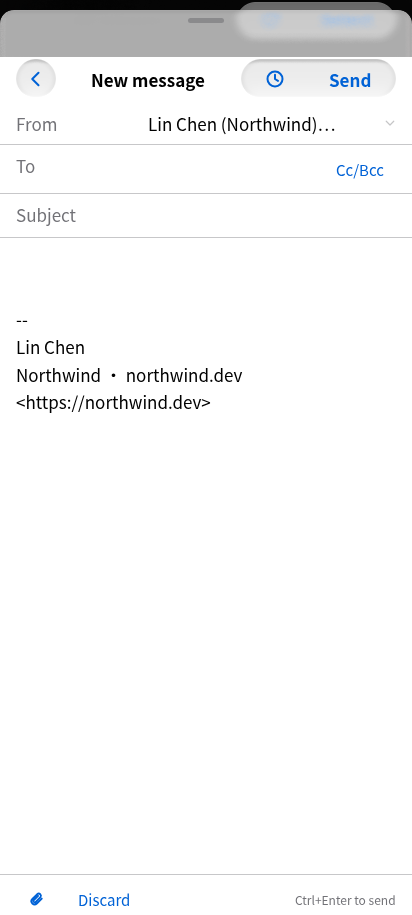 New message
Send
From
Lin Chen (Northwind)…
To
Cc/Bcc
Subject
--
Lin Chen
Northwind · northwind.dev
<https://northwind.dev>
Discard
Ctrl+Enter to send